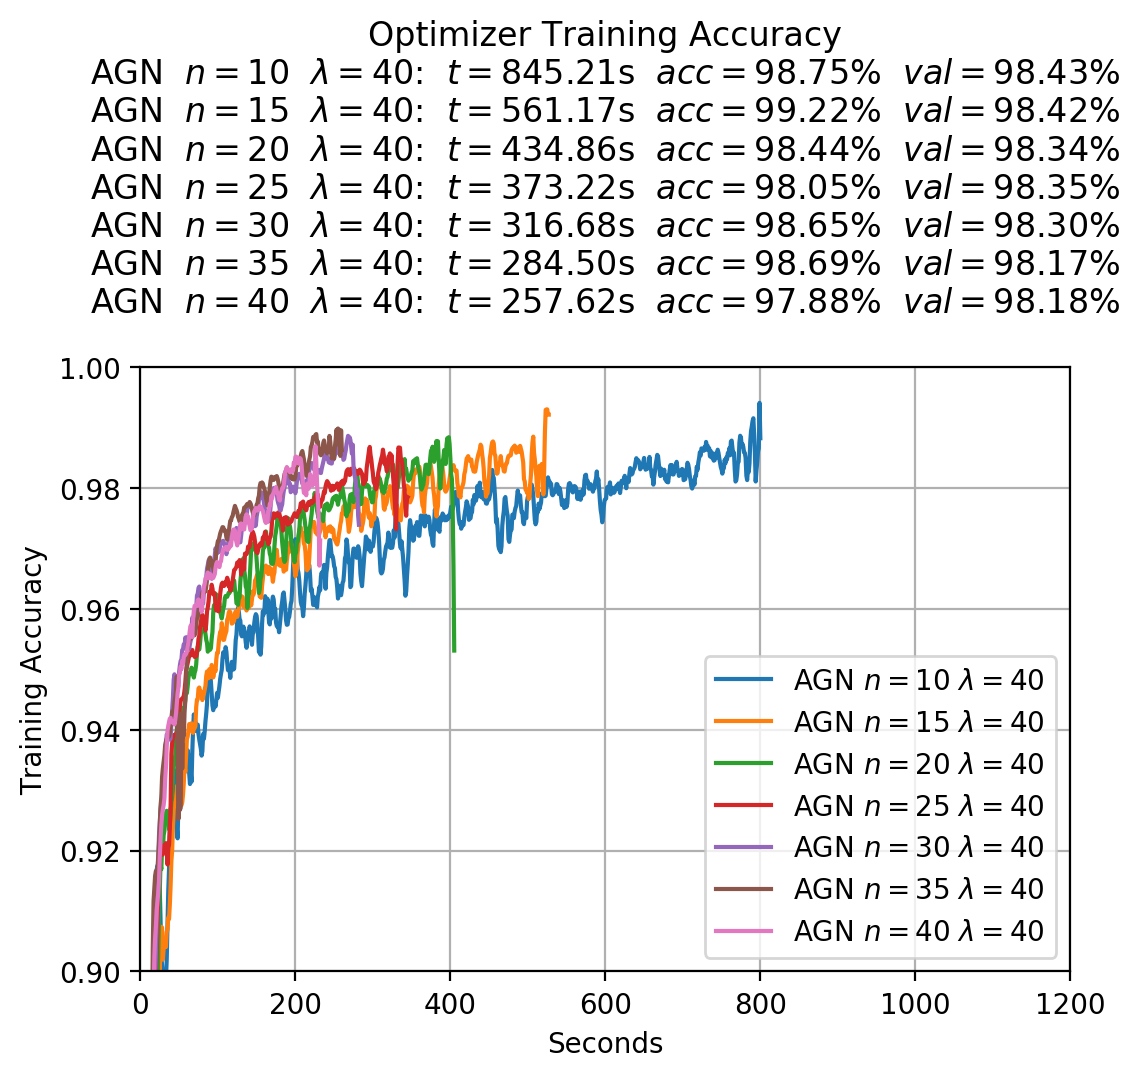 Optimizer Training Accuracy
AGN n = 10 λ = 40: t = 845.21s acc = 98.75% val = 98.43%
AGN n = 15 λ = 40: t = 561.17s acc = 99.22% val = 98.42%
AGN n = 20 λ = 40: t = 434.86s acc = 98.44% val = 98.34%
AGN n = 25 λ = 40: t = 373.22s acc = 98.05% val = 98.35%
AGN n = 30 λ = 40: t = 316.68s acc = 98.65% val = 98.30%
AGN n = 35 λ = 40: t = 284.50s acc = 98.69% val = 98.17%
AGN n = 40 λ = 40: t = 257.62s acc = 97.88% val = 98.18%
1.00
0.98
0.96
0.94
0.92
0.90
Training Accuracy
AGN n = 10 λ = 40
AGN n = 15 λ = 40
AGN n = 20 λ = 40
AGN n = 25 λ = 40
AGN n = 30 λ = 40
AGN n = 35 λ = 40
AGN n = 40 λ = 40
0 200 400 600 800 1000 1200
Seconds